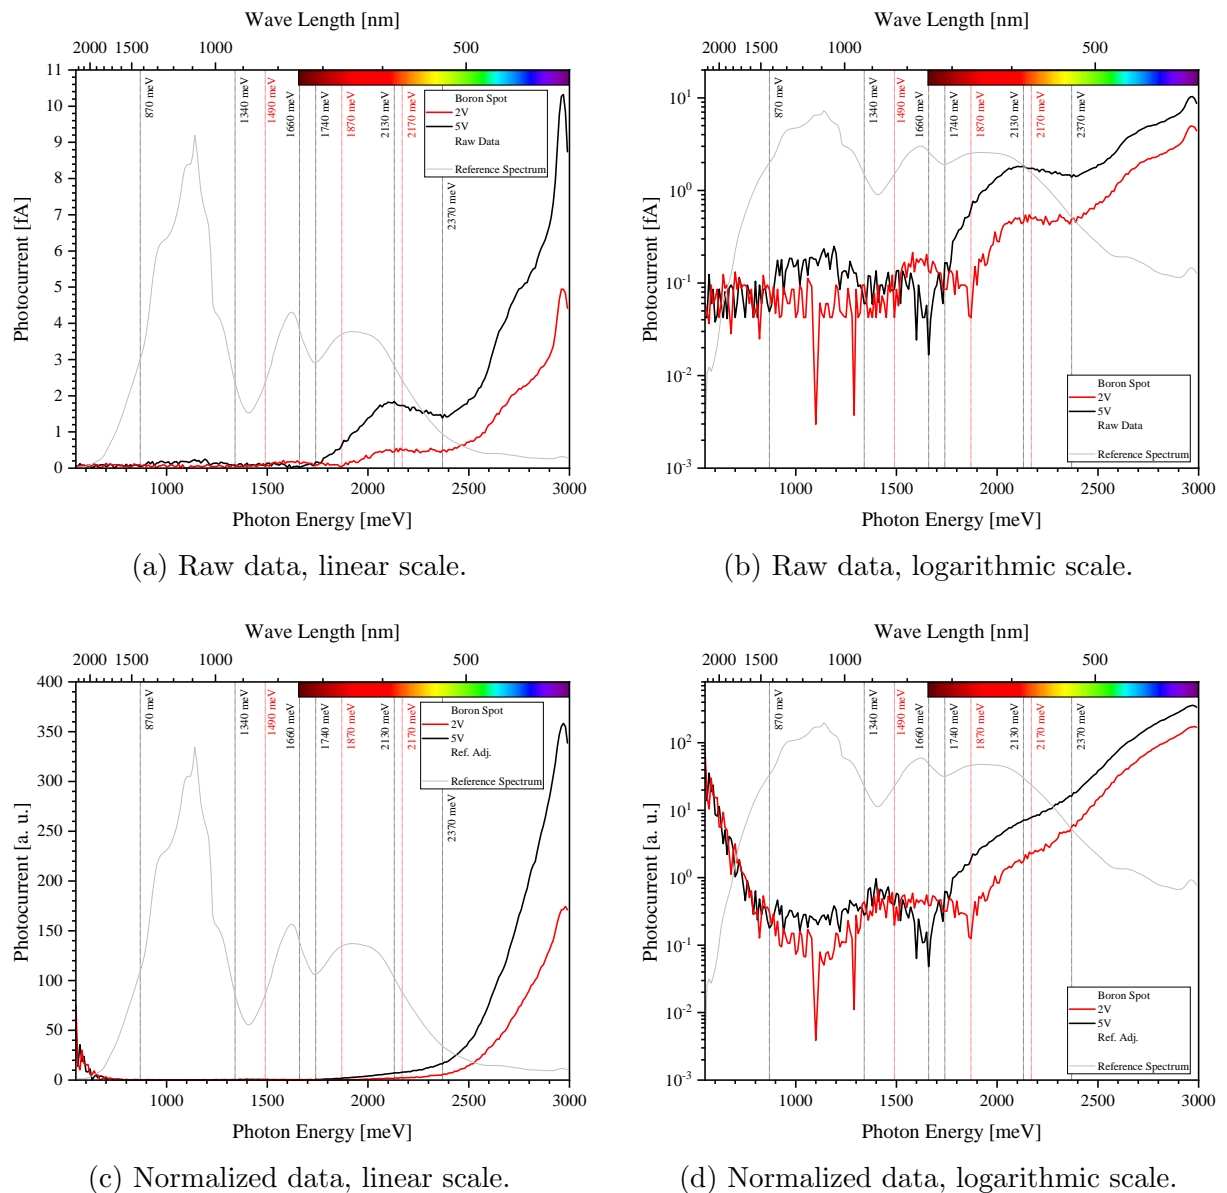 Wave Length [nm]
2000 1500 1000 500
11
10
9
8
7
6
5
4
3
2
1
0
Photocurrent [fA]
870 meV
1340 meV
1490 meV
1660 meV
1740 meV
1870 meV
2130 meV
2170 meV
2370 meV
Boron Spot
2V
5V
Raw Data
Reference Spectrum
1000 1500 2000 2500 3000
Photon Energy [meV]
(a) Raw data, linear scale.
Wave Length [nm]
2000 1500 1000 500
10^1
10^0
10^-1
10^-2
10^-3
Photocurrent [fA]
870 meV
1340 meV
1490 meV
1660 meV
1740 meV
1870 meV
2130 meV
2170 meV
2370 meV
Boron Spot
2V
5V
Raw Data
Reference Spectrum
1000 1500 2000 2500 3000
Photon Energy [meV]
(b) Raw data, logarithmic scale.
Wave Length [nm]
2000 1500 1000 500
400
350
300
250
200
150
100
50
0
Photocurrent [a. u.]
870 meV
1340 meV
1490 meV
1660 meV
1740 meV
1870 meV
2130 meV
2170 meV
2370 meV
Boron Spot
2V
5V
Ref. Adj.
Reference Spectrum
1000 1500 2000 2500 3000
Photon Energy [meV]
(c) Normalized data, linear scale.
Wave Length [nm]
2000 1500 1000 500
10^2
10^1
10^0
10^-1
10^-2
10^-3
Photocurrent [a. u.]
870 meV
1340 meV
1490 meV
1660 meV
1740 meV
1870 meV
2130 meV
2170 meV
2370 meV
Boron Spot
2V
5V
Ref. Adj.
Reference Spectrum
1000 1500 2000 2500 3000
Photon Energy [meV]
(d) Normalized data, logarithmic scale.